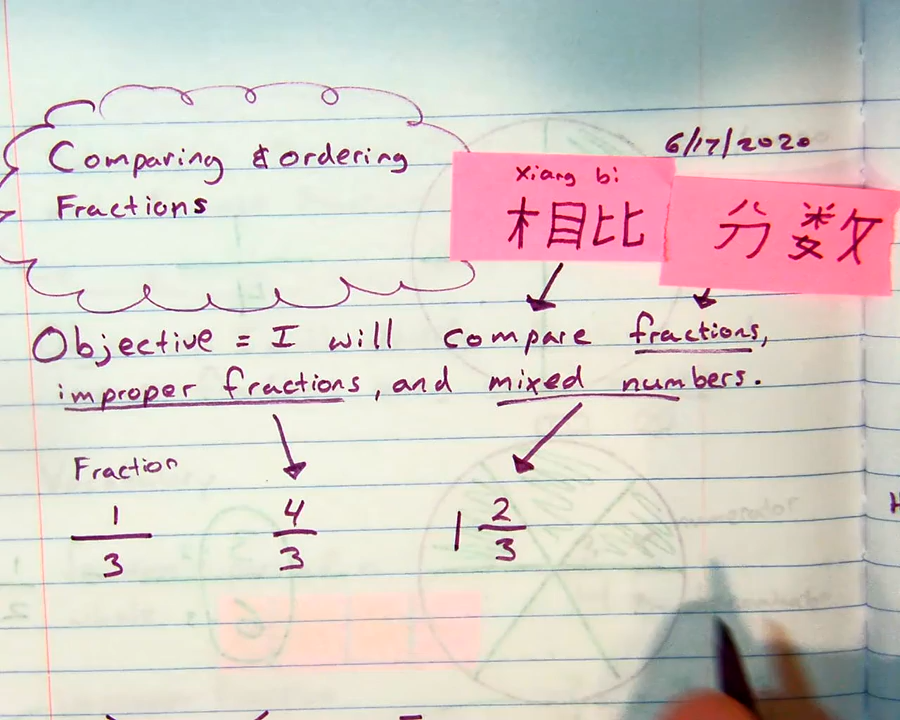 6/17/2020
Comparing & ordering
Fractions
Xiang bi
相比
分数
Objective = I will compare fractions,
improper fractions, and mixed numbers.
Fraction
1/3 4/3 1 2/3